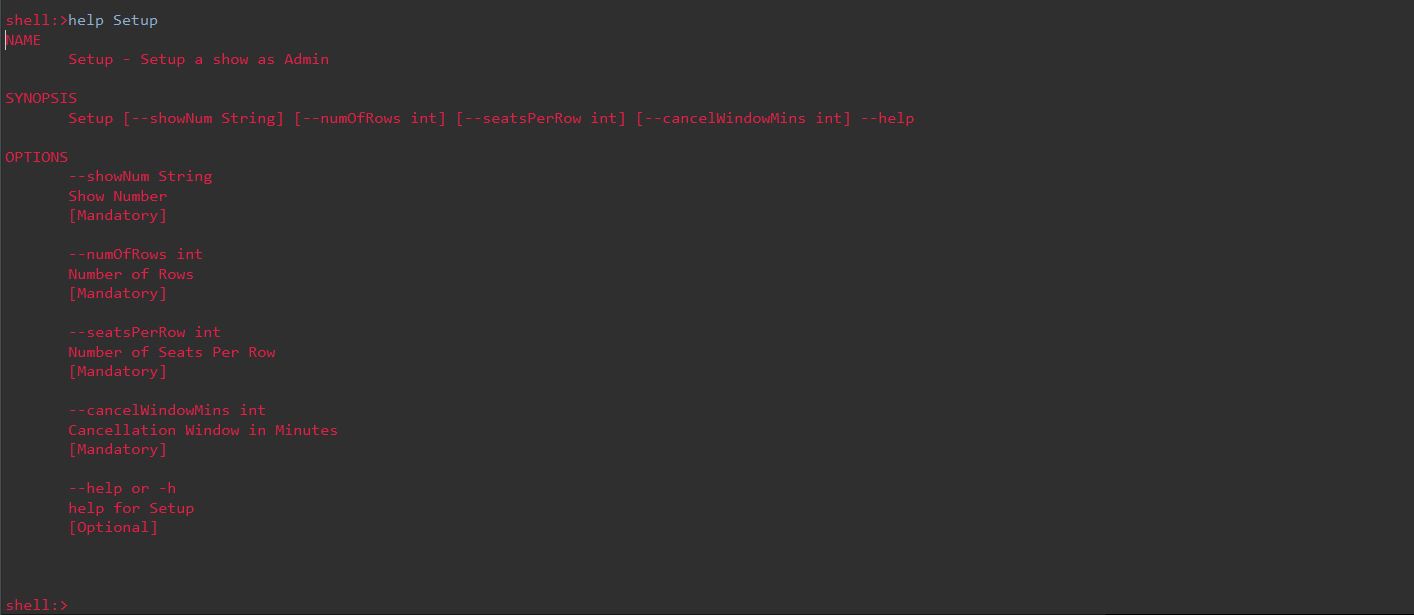 shell:>help Setup
NAME
Setup - Setup a show as Admin
SYNOPSIS
Setup [--showNum String] [--numOfRows int] [--seatsPerRow int] [--cancelWindowMins int] --help
OPTIONS
--showNum String
Show Number
[Mandatory]
--numOfRows int
Number of Rows
[Mandatory]
--seatsPerRow int
Number of Seats Per Row
[Mandatory]
--cancelWindowMins int
Cancellation Window in Minutes
[Mandatory]
--help or -h
help for Setup
[Optional]
shell:>